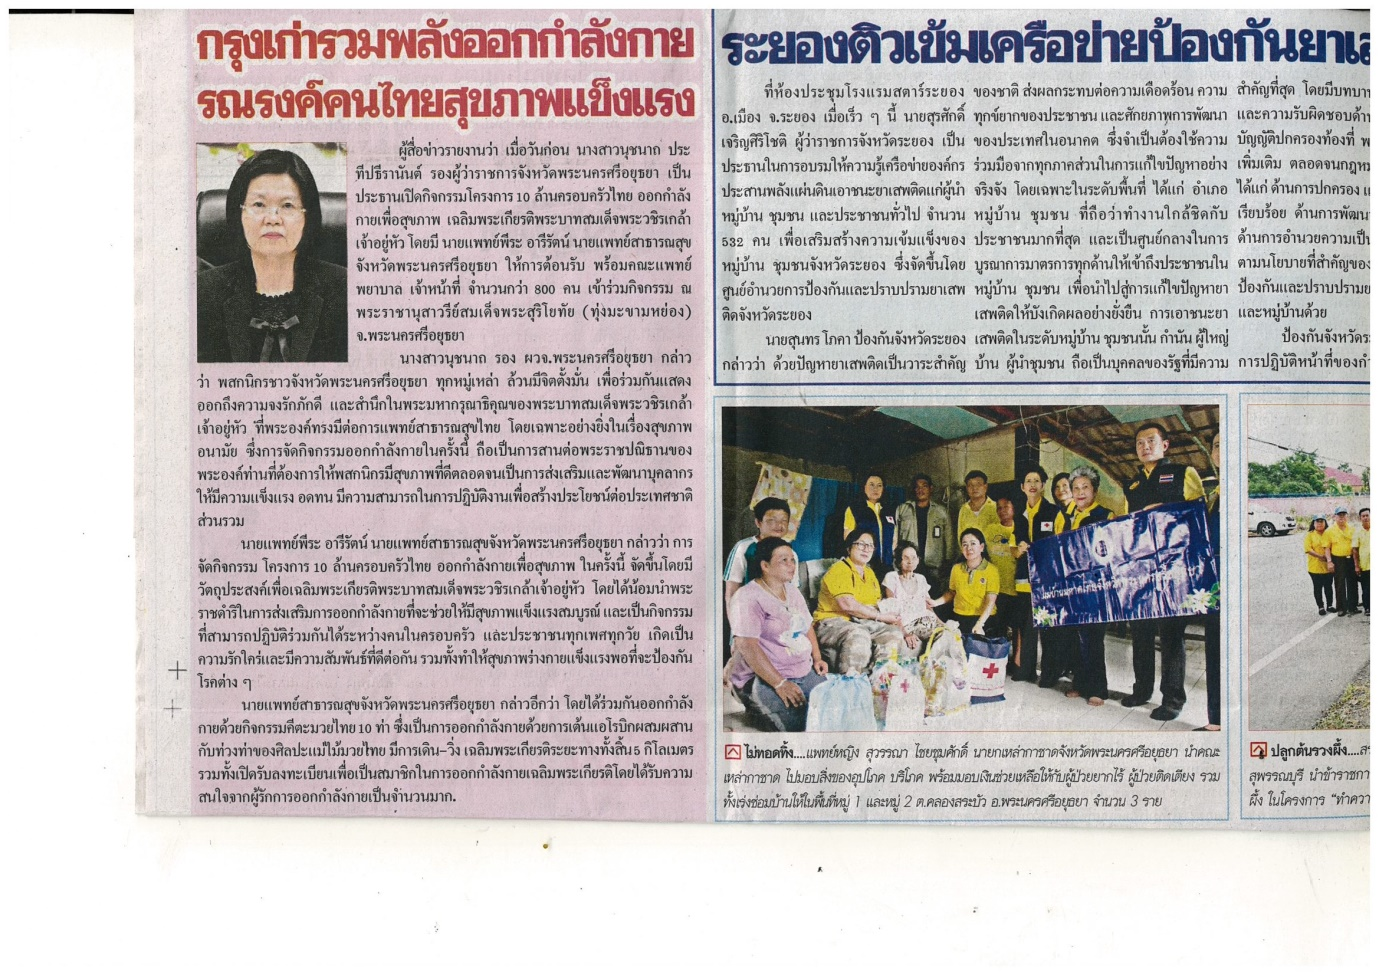 กรุงเก่ารวมพลังออกกำลังกาย
รณรงค์คนไทยสุขภาพแข็งแรง
ผู้สื่อข่าวรายงานว่า เมื่อวันก่อน นางสาวนุชนาถ ประ
ทีปธีรานันต์ รองผู้ว่าราชการจังหวัดพระนครศรีอยุธยา เป็น
ประธานเปิดกิจกรรมโครงการ 10 ล้านครอบครัวไทย ออกกำลัง
กายเพื่อสุขภาพ เฉลิมพระเกียรติพระบาทสมเด็จพระวชิรเกล้า
เจ้าอยู่หัว โดยมี นายแพทย์พีระ อารีรัตน์ นายแพทย์สาธารณสุข
จังหวัดพระนครศรีอยุธยา ให้การต้อนรับ พร้อมคณะแพทย์
พยาบาล เจ้าหน้าที่ จำนวนกว่า 800 คน เข้าร่วมกิจกรรม ณ
พระราชานุสาวรีย์สมเด็จพระสุริโยทัย (ทุ่งมะขามหย่อง)
จ.พระนครศรีอยุธยา
นางสาวนุชนาถ รอง ผวจ.พระนครศรีอยุธยา กล่าว
ว่า พสกนิกรชาวจังหวัดพระนครศรีอยุธยา ทุกหมู่เหล่า ล้วนมีจิตตั้งมั่น เพื่อร่วมกันแสดง
ออกถึงความจงรักภักดี และสำนึกในพระมหากรุณาธิคุณของพระบาทสมเด็จพระวชิรเกล้า
เจ้าอยู่หัว ที่พระองค์ทรงมีต่อการแพทย์สาธารณสุขไทย โดยเฉพาะอย่างยิ่งในเรื่องสุขภาพ
อนามัย ซึ่งการจัดกิจกรรมออกกำลังกายในครั้งนี้ ถือเป็นการสานต่อพระราชปณิธานของ
พระองค์ท่านที่ต้องการให้พสกนิกรมีสุขภาพที่ดีตลอดจนเป็นการส่งเสริมและพัฒนาบุคลากร
ให้มีความแข็งแรง อดทน มีความสามารถในการปฏิบัติงานเพื่อสร้างประโยชน์ต่อประเทศชาติ
ส่วนรวม
นายแพทย์พีระ อารีรัตน์ นายแพทย์สาธารณสุขจังหวัดพระนครศรีอยุธยา กล่าวว่า การ
จัดกิจกรรม โครงการ 10 ล้านครอบครัวไทย ออกกำลังกายเพื่อสุขภาพ ในครั้งนี้ จัดขึ้นโดยมี
วัตถุประสงค์เพื่อเฉลิมพระเกียรติพระบาทสมเด็จพระวชิรเกล้าเจ้าอยู่หัว โดยได้น้อมนำพระ
ราชดำริในการส่งเสริมการออกกำลังกายที่จะช่วยให้มีสุขภาพแข็งแรงสมบูรณ์ และเป็นกิจกรรม
ที่สามารถปฏิบัติร่วมกันได้ระหว่างคนในครอบครัว และประชาชนทุกเพศทุกวัย เกิดเป็น
ความรักใคร่และมีความสัมพันธ์ที่ดีต่อกัน รวมทั้งทำให้สุขภาพร่างกายแข็งแรงพอที่จะป้องกัน
โรคต่าง ๆ
นายแพทย์สาธารณสุขจังหวัดพระนครศรีอยุธยา กล่าวอีกว่า โดยได้ร่วมกันออกกำลัง
กายด้วยกิจกรรมคีตะมวยไทย 10 ท่า ซึ่งเป็นการออกกำลังกายด้วยการเต้นแอโรบิกผสมผสาน
กับท่วงท่าของศิลปะแม่ไม้มวยไทย มีการเดิน-วิ่ง เฉลิมพระเกียรติระยะทางทั้งสิ้น 5 กิโลเมตร
รวมทั้งเปิดรับลงทะเบียนเพื่อเป็นสมาชิกในการออกกำลังกายเฉลิมพระเกียรติโดยได้รับความ
สนใจจากผู้รักการออกกำลังกายเป็นจำนวนมาก.
ระยองติวเข้มเครือข่ายป้องกันยาเส
ที่ห้องประชุมโรงแรมสตาร์ระยอง
อ.เมือง จ.ระยอง เมื่อเร็ว ๆ นี้ นายสุรศักดิ์
เจริญศิริโชติ ผู้ว่าราชการจังหวัดระยอง เป็น
ประธานในการอบรมให้ความรู้เครือข่ายองค์กร
ประสานพลังแผ่นดินเอาชนะยาเสพติดแก่ผู้นำ
หมู่บ้าน ชุมชน และประชาชนทั่วไป จำนวน
532 คน เพื่อเสริมสร้างความเข้มแข็งของ
หมู่บ้าน ชุมชนจังหวัดระยอง ซึ่งจัดขึ้นโดย
ศูนย์อำนวยการป้องกันและปราบปรามยาเสพ
ติดจังหวัดระยอง
นายสุนทร โภคา ป้องกันจังหวัดระยอง
กล่าวว่า ด้วยปัญหายาเสพติดเป็นวาระสำคัญ
ของชาติ ส่งผลกระทบต่อความเดือดร้อน ความ
ทุกข์ยากของประชาชน และศักยภาพการพัฒนา
ของประเทศในอนาคต ซึ่งจำเป็นต้องใช้ความ
ร่วมมือจากทุกภาคส่วนในการแก้ไขปัญหาอย่าง
จริงจัง โดยเฉพาะในระดับพื้นที่ ได้แก่ อำเภอ
หมู่บ้าน ชุมชน ที่ถือว่าทำงานใกล้ชิดกับ
ประชาชนมากที่สุด และเป็นศูนย์กลางในการ
บูรณาการมาตรการทุกด้านให้เข้าถึงประชาชนใน
หมู่บ้าน ชุมชน เพื่อนำไปสู่การแก้ไขปัญหายา
เสพติดให้บังเกิดผลอย่างยั่งยืน การเอาชนะยา
เสพติดในระดับหมู่บ้าน ชุมชนนั้น กำนัน ผู้ใหญ่
บ้าน ผู้นำชุมชน ถือเป็นบุคคลของรัฐที่มีความ
สำคัญที่สุด โดยมีบทบาท
และความรับผิดชอบด้า
บัญญัติปกครองท้องที่ พ
เพิ่มเติม ตลอดจนกฎหม
ได้แก่ ด้านการปกครอง แ
เรียบร้อย ด้านการพัฒนา
ด้านการอำนวยความเป็น
ตามนโยบายที่สำคัญของ
ป้องกันและปราบปรามย
และหมู่บ้านด้วย
ป้องกันจังหวัดระ
การปฏิบัติหน้าที่ของกำ
ไม่ทอดทิ้ง....แพทย์หญิง สุวรรณา ไชยชุมศักดิ์ นายกเหล่ากาชาดจังหวัดพระนครศรีอยุธยา นำคณะ
เหล่ากาชาด ไปมอบสิ่งของอุปโภค บริโภค พร้อมมอบเงินช่วยเหลือให้กับผู้ป่วยยากไร้ ผู้ป่วยติดเตียง รวม
ทั้งเร่งซ่อมบ้านให้ในพื้นที่หมู่ 1 และหมู่ 2 ต.คลองสระบัว อ.พระนครศรีอยุธยา จำนวน 3 ราย
ปลูกต้นรวงผึ้ง....สร
สุพรรณบุรี นำข้าราชกา
ผึ้ง ในโครงการ "ทำควา